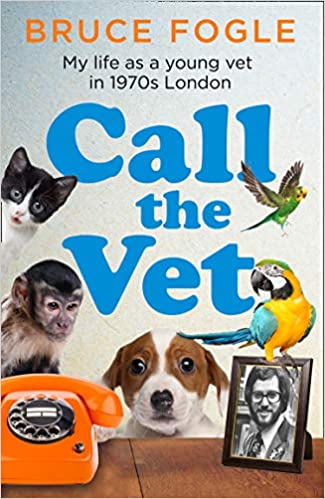 BRUCE FOGLE
My life as a young vet
in 1970s London
Call
the
Vet